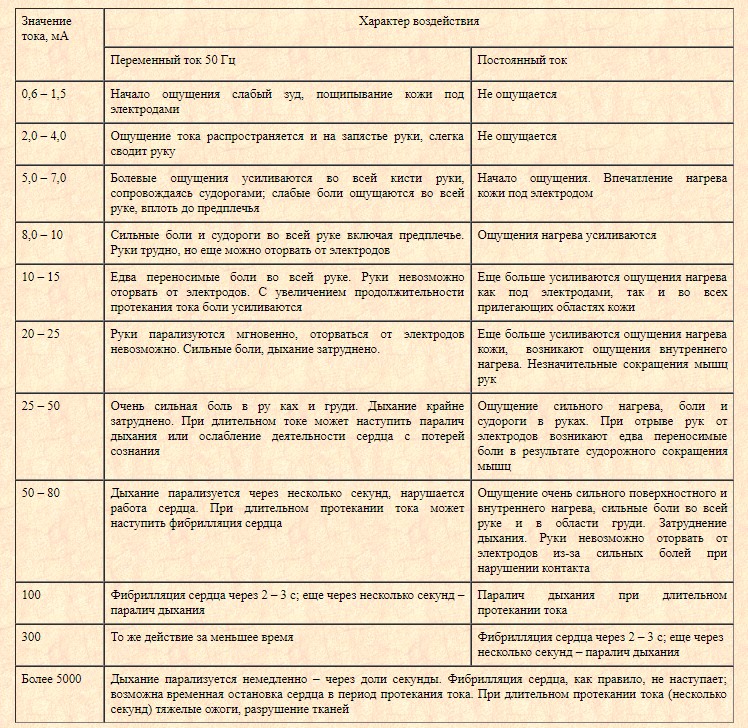 Значение
тока, мА
Характер воздействия
Переменный ток 50 Гц
Постоянный ток
0,6 – 1,5
Начало ощущения слабый зуд, пощипывание кожи под
электродами
Не ощущается
2,0 – 4,0
Ощущение тока распространяется и на запястье руки, слегка
сводит руку
Не ощущается
5,0 – 7,0
Болевые ощущения усиливаются во всей кисти руки,
сопровождаясь судорогами; слабые боли ощущаются во всей
руке, вплоть до предплечья
Начало ощущения. Впечатление нагрева
кожи под электродом
8,0 – 10
Сильные боли и судороги во всей руке включая предплечье.
Руки трудно, но еще можно оторвать от электродов
Ощущения нагрева усиливаются
10 – 15
Едва переносимые боли во всей руке. Руки невозможно
оторвать от электродов. С увеличением продолжительности
протекания тока боли усиливаются
Еще больше усиливаются ощущения нагрева
как под электродами, так и во всех
прилегающих областях кожи
20 – 25
Руки парализуются мгновенно, оторваться от электродов
невозможно. Сильные боли, дыхание затруднено.
Еще больше усиливаются ощущения нагрева
кожи, возникают ощущения внутреннего
нагрева. Незначительные сокращения мышц
рук
25 – 50
Очень сильная боль в ру ках и груди. Дыхание крайне
затруднено. При длительном токе может наступить паралич
дыхания или ослабление деятельности сердца с потерей
сознания
Ощущение сильного нагрева, боли и
судороги в руках. При отрыве рук от
электродов возникают едва переносимые
боли в результате судорожного сокращения
мышц
50 – 80
Дыхание парализуется через несколько секунд, нарушается
работа сердца. При длительном протекании тока может
наступить фибрилляция сердца
Ощущение очень сильного поверхностного и
внутреннего нагрева, сильные боли во всей
руке и в области груди. Затруднение
дыхания. Руки невозможно оторвать от
электродов из-за сильных болей при
нарушении контакта
100
Фибрилляция сердца через 2 – 3 с; еще через несколько секунд –
паралич дыхания
Паралич дыхания при длительном
протекании тока
300
То же действие за меньшее время
Фибрилляция сердца через 2 – 3 с; еще через
несколько секунд – паралич дыхания
Более 5000
Дыхание парализуется немедленно – через доли секунды. Фибрилляция сердца, как правило, не наступает;
возможна временная остановка сердца в период протекания тока. При длительном протекании тока (несколько
секунд) тяжелые ожоги, разрушение тканей